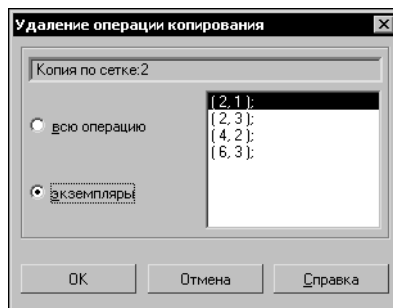 Удаление операции копирования
Копия по сетке:2
всю операцию
экземпляры
( 2, 1 );
( 2, 3 );
( 4, 2 );
( 6, 3 );
OK
Отмена
Справка